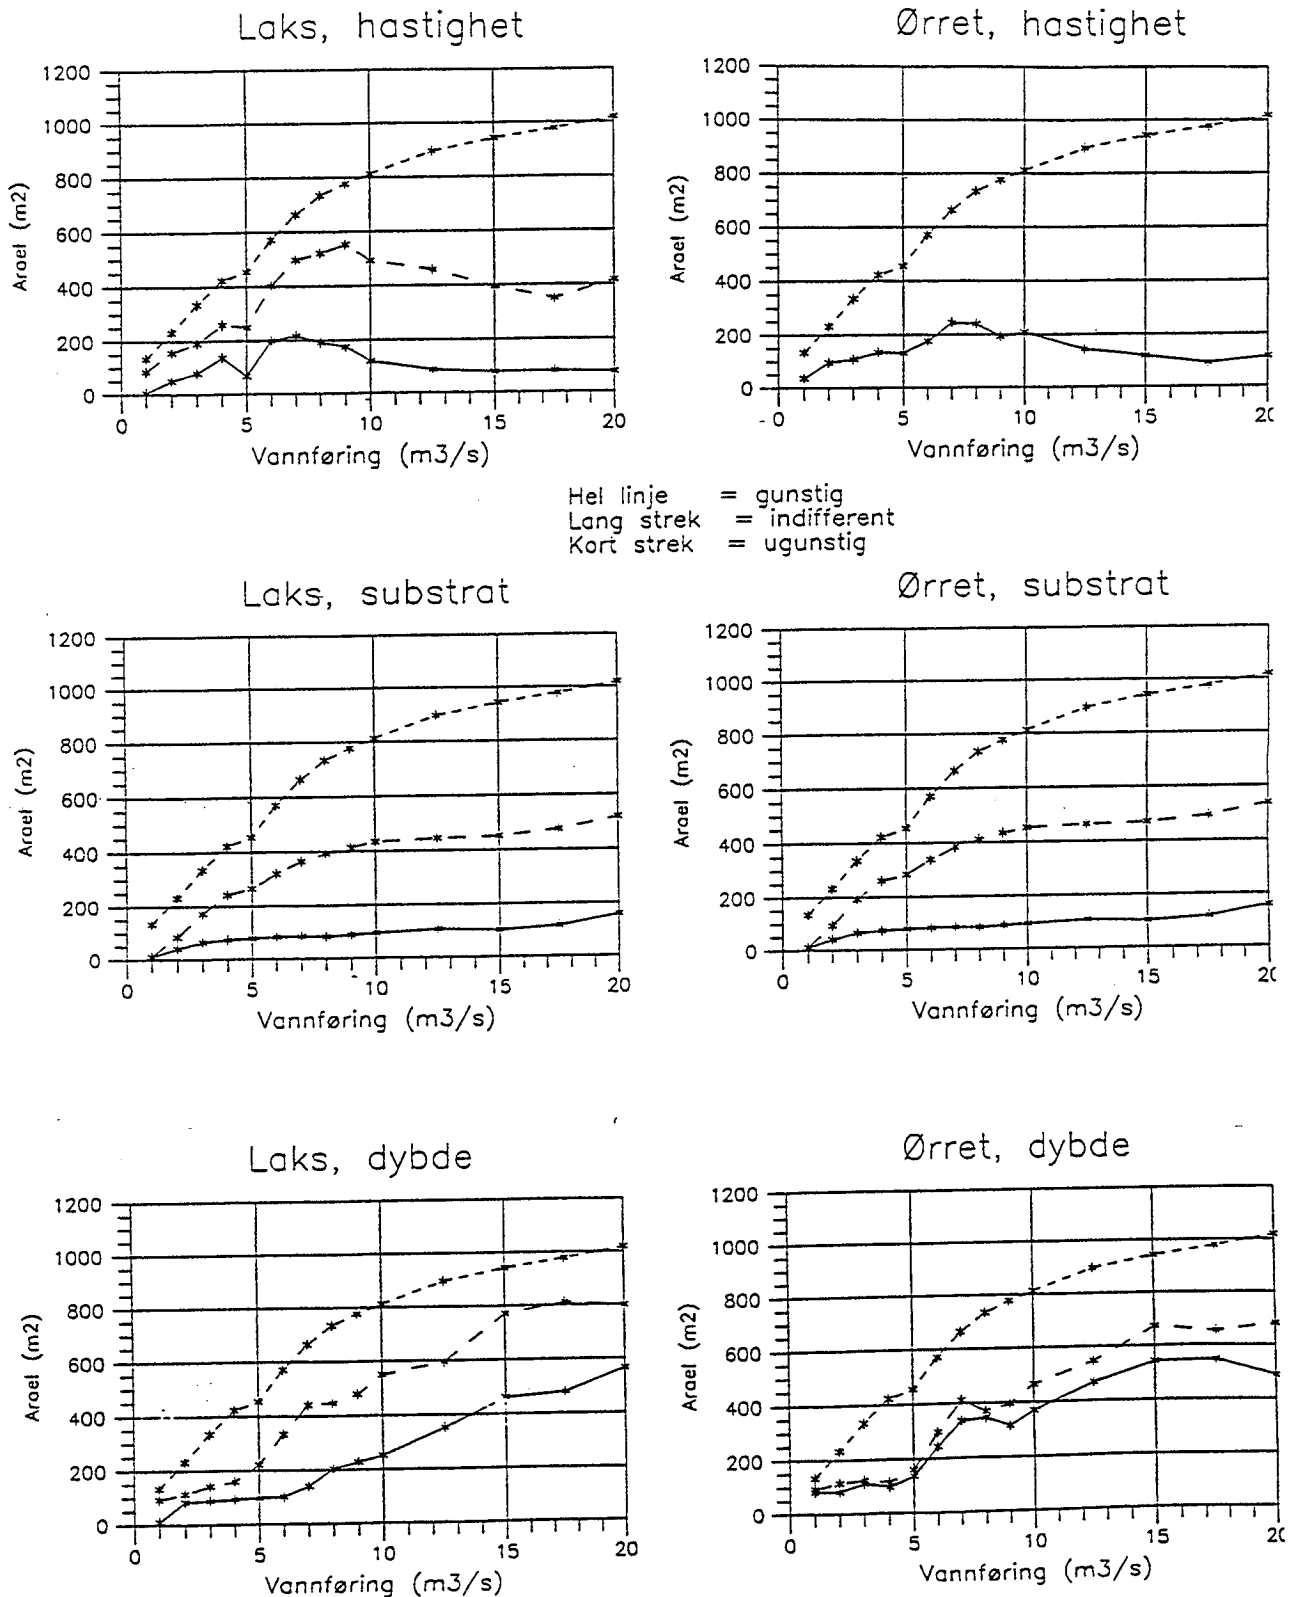 Laks, hastighet
Ørret, hastighet
1200
1000
800
600
400
200
0
Arael (m2)
0 5 10 15 20
Vannføring (m3/s)
1200
1000
800
600
400
200
0
Arael (m2)
0 5 10 15 20
Vannføring (m3/s)
Hel linje = gunstig
Lang strek = indifferent
Kort strek = ugunstig
Laks, substrat
Ørret, substrat
1200
1000
800
600
400
200
0
Arael (m2)
0 5 10 15 20
Vannføring (m3/s)
1200
1000
800
600
400
200
0
Arael (m2)
0 5 10 15 20
Vannføring (m3/s)
Laks, dybde
Ørret, dybde
1200
1000
800
600
400
200
0
Arael (m2)
0 5 10 15 20
Vannføring (m3/s)
1200
1000
800
600
400
200
0
Arael (m2)
0 5 10 15 20
Vannføring (m3/s)